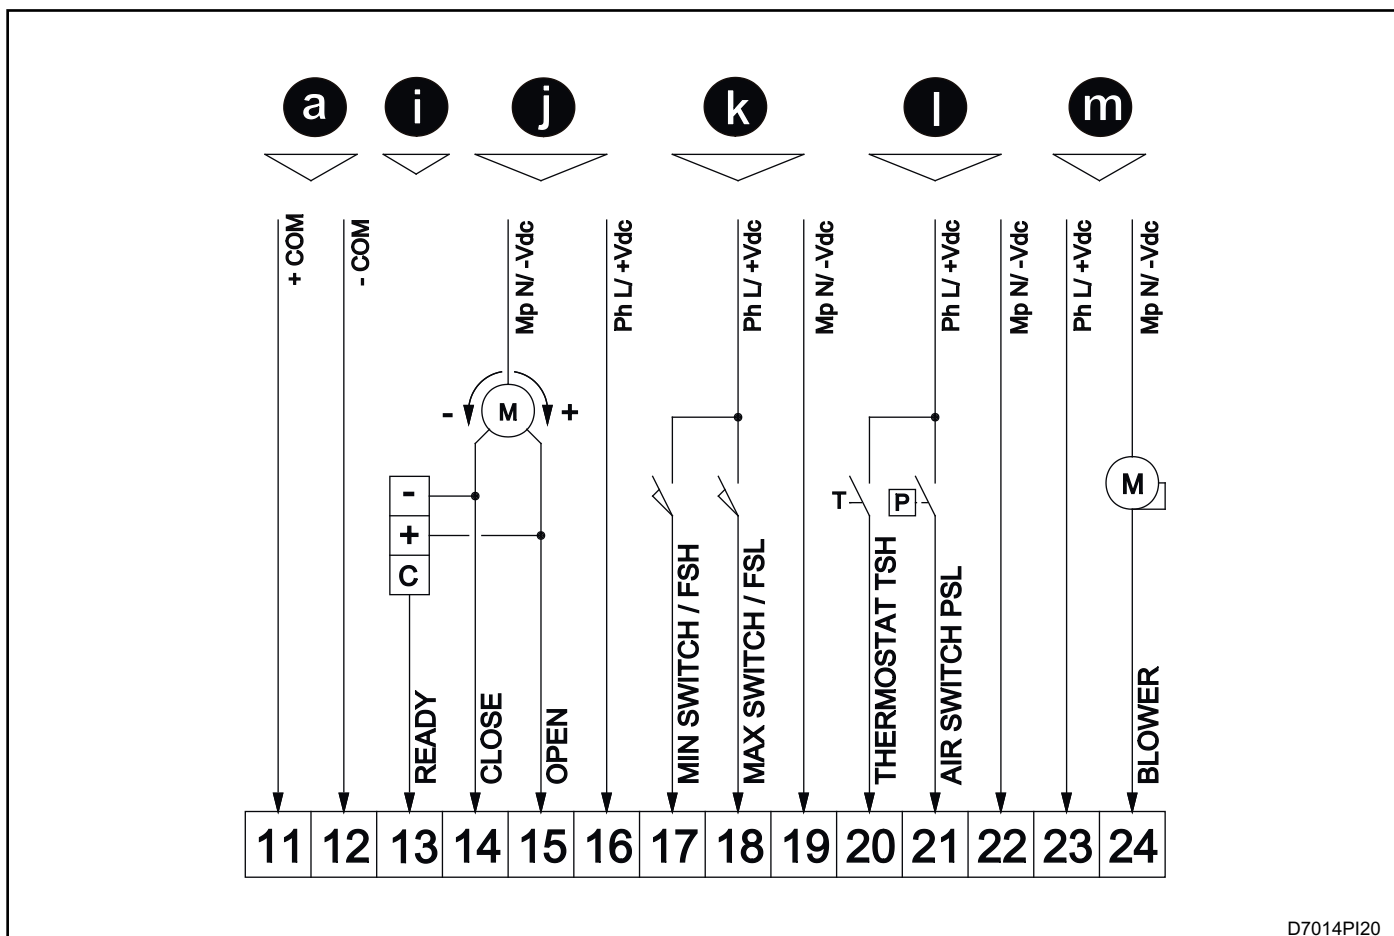 a i j k l m
+ COM
- COM
Mp N/ -Vdc
Ph L/ +Vdc
Ph L/ +Vdc
Mp N/ -Vdc
Ph L/ +Vdc
Mp N/ -Vdc
Ph L/ +Vdc
Mp N/ -Vdc
- M +
M
-
+
C
T P
READY
CLOSE
OPEN
MIN SWITCH / FSH
MAX SWITCH / FSL
THERMOSTAT TSH
AIR SWITCH PSL
BLOWER
11 12 13 14 15 16 17 18 19 20 21 22 23 24
D7014PI20